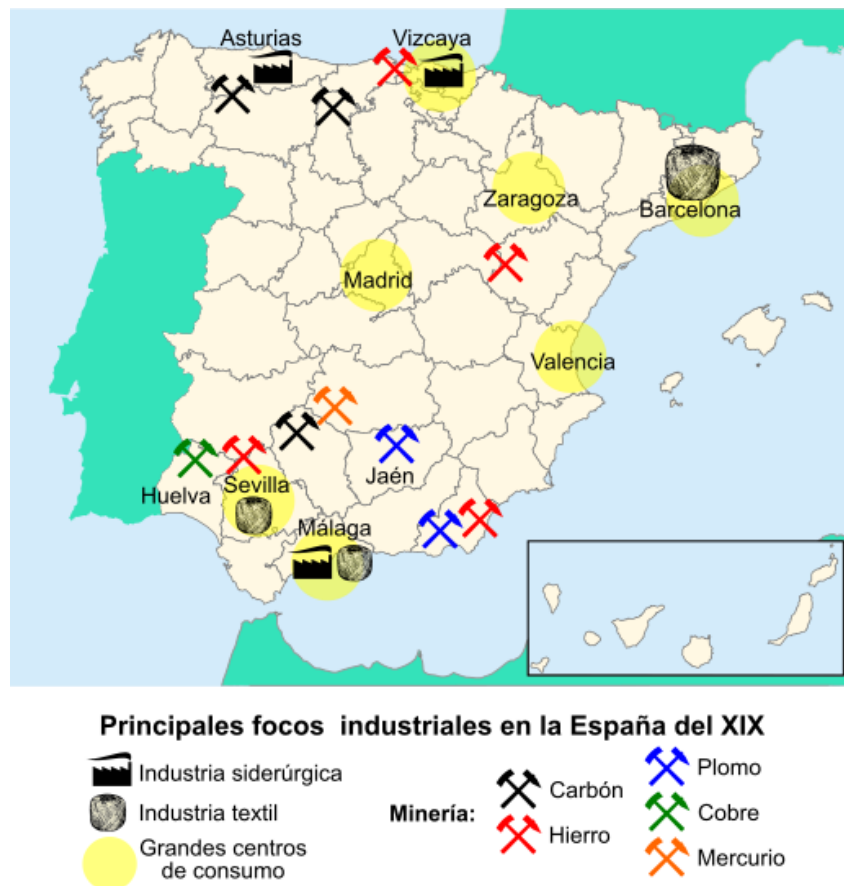 Asturias
Vizcaya
Zaragoza
Barcelona
Madrid
Valencia
Jaén
Huelva
Sevilla
Málaga
Principales focos industriales en la España del XIX
Industria siderúrgica
Industria textil
Grandes centros
de consumo
Minería:
Carbón
Hierro
Plomo
Cobre
Mercurio